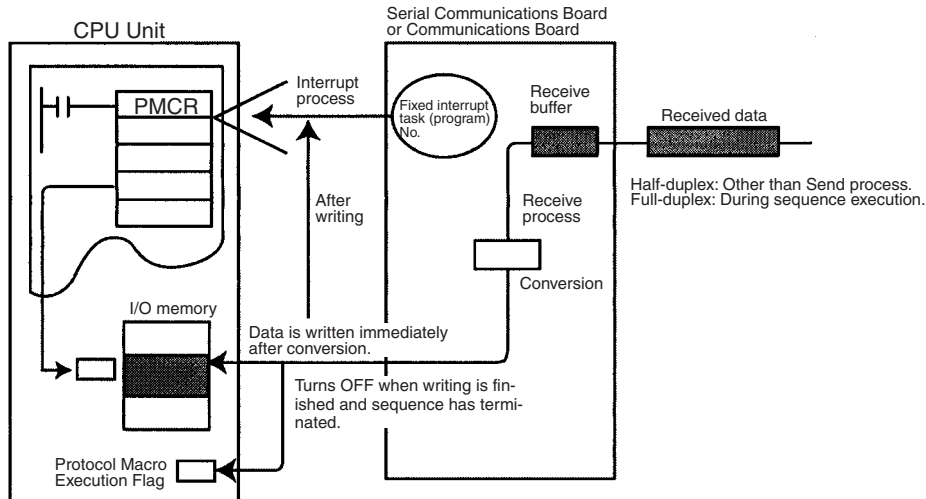 Serial Communications Board
or Communications Board
CPU Unit
PMCR
Interrupt
process
Fixed interrupt
task (program)
No.
Receive
buffer
Received data
Half-duplex: Other than Send process.
Full-duplex: During sequence execution.
After
writing
Receive
process
Conversion
I/O memory
Data is written immediately
after conversion.
Turns OFF when writing is fin-
ished and sequence has termi-
nated.
Protocol Macro
Execution Flag